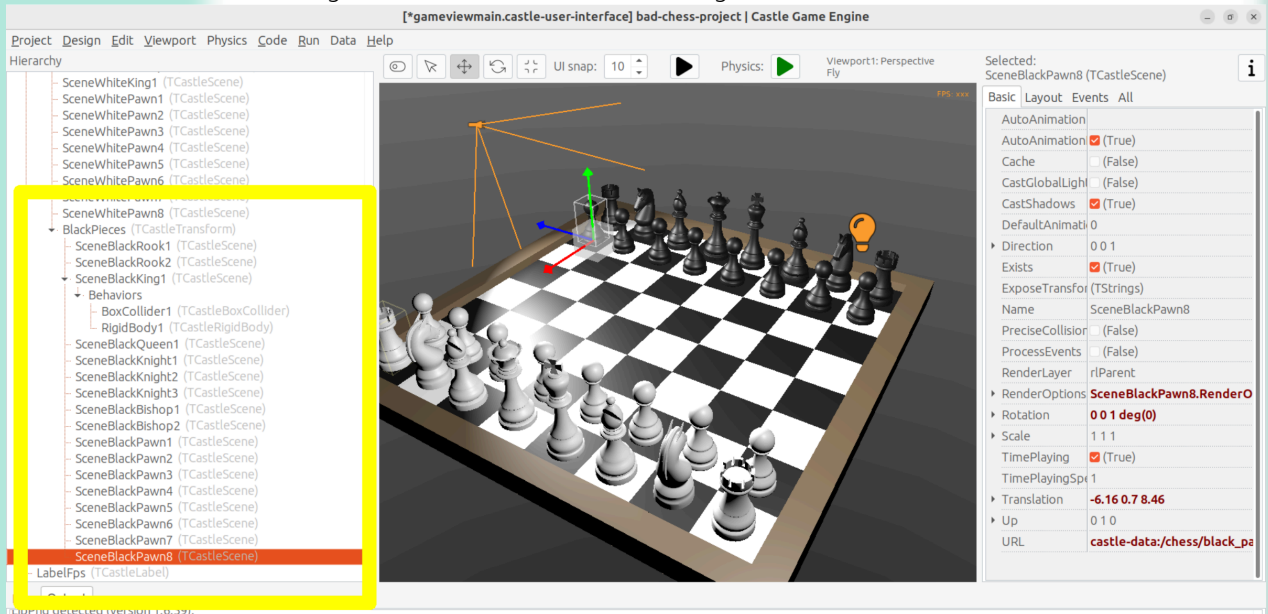 [*gameviewmain.castle-user-interface] bad-chess-project | Castle Game Engine
Project Design Edit Viewport Physics Code Run Data Help
Hierarchy
SceneWhiteKing1 (TCastleScene)
SceneWhitePawn1 (TCastleScene)
SceneWhitePawn2 (TCastleScene)
SceneWhitePawn3 (TCastleScene)
SceneWhitePawn4 (TCastleScene)
SceneWhitePawn5 (TCastleScene)
SceneWhitePawn6 (TCastleScene)
SceneWhitePawn8 (TCastleScene)
BlackPieces (TCastleTransform)
SceneBlackRook1 (TCastleScene)
SceneBlackRook2 (TCastleScene)
SceneBlackKing1 (TCastleScene)
Behaviors
BoxCollider1 (TCastleBoxCollider)
RigidBody1 (TCastleRigidBody)
SceneBlackQueen1 (TCastleScene)
SceneBlackKnight1 (TCastleScene)
SceneBlackKnight2 (TCastleScene)
SceneBlackKnight3 (TCastleScene)
SceneBlackBishop1 (TCastleScene)
SceneBlackBishop2 (TCastleScene)
SceneBlackPawn1 (TCastleScene)
SceneBlackPawn2 (TCastleScene)
SceneBlackPawn3 (TCastleScene)
SceneBlackPawn4 (TCastleScene)
SceneBlackPawn5 (TCastleScene)
SceneBlackPawn6 (TCastleScene)
SceneBlackPawn7 (TCastleScene)
SceneBlackPawn8 (TCastleScene)
LabelFps (TCastleLabel)
UI snap: 10
Physics:
Viewport1: Perspective
Fly
FPS: xxx
Selected:
SceneBlackPawn8 (TCastleScene)
i
Basic Layout Events All
AutoAnimation
AutoAnimation (True)
Cache (False)
CastGlobalLight (False)
CastShadows (True)
DefaultAnimati 0
Direction 0 0 1
Exists (True)
ExposeTransfor (TStrings)
Name SceneBlackPawn8
PreciseCollision (False)
ProcessEvents (False)
RenderLayer rlParent
RenderOptions SceneBlackPawn8.RenderO
Rotation 0 0 1 deg(0)
Scale 1 1 1
TimePlaying (True)
TimePlayingSpe 1
Translation -6.16 0.7 8.46
Up 0 1 0
URL castle-data:/chess/black_pa